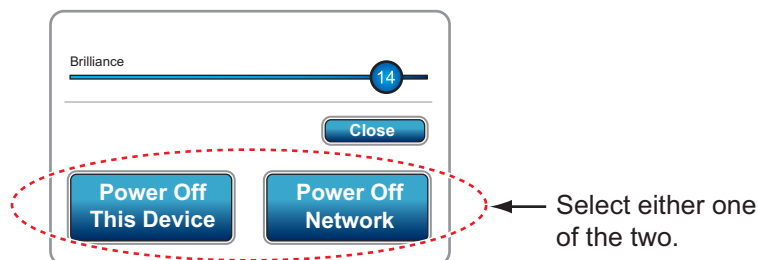 Brilliance
14
Close
Power Off
This Device
Power Off
Network
Select either one
of the two.